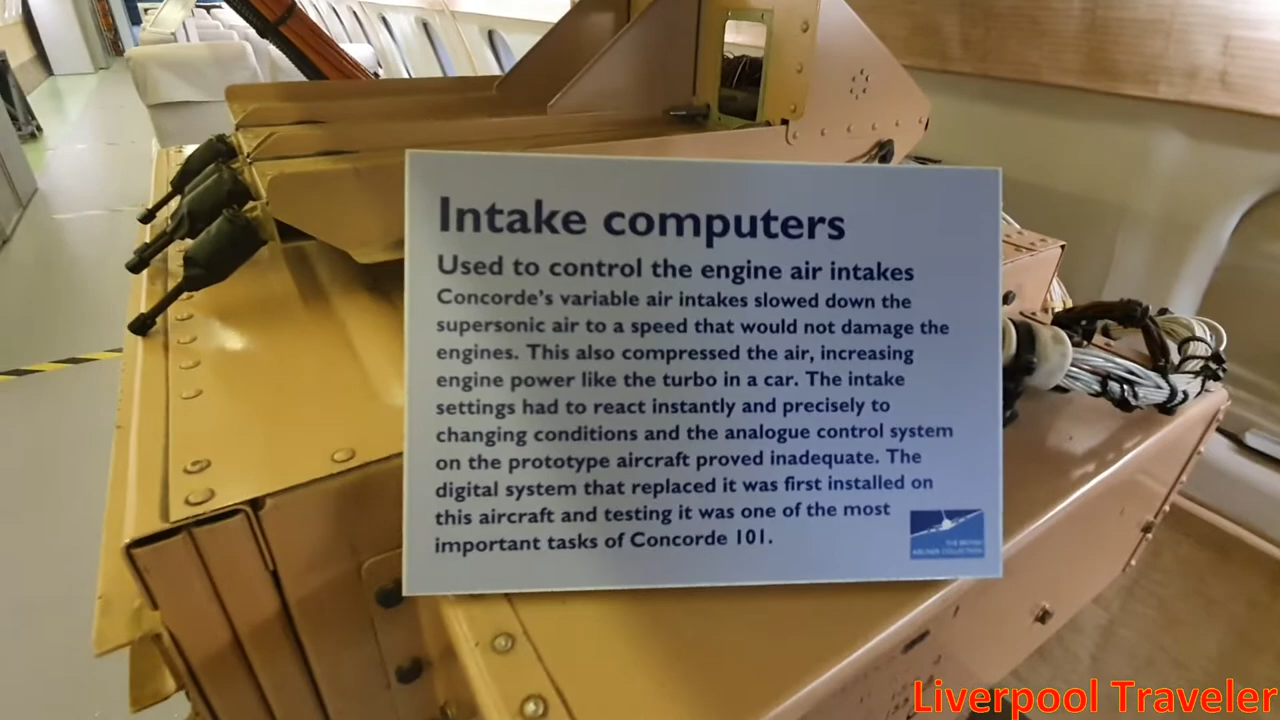 Intake computers
Used to control the engine air intakes
Concorde's variable air intakes slowed down the
supersonic air to a speed that would not damage the
engines. This also compressed the air, increasing
engine power like the turbo in a car. The intake
settings had to react instantly and precisely to
changing conditions and the analogue control system
on the prototype aircraft proved inadequate. The
digital system that replaced it was first installed on
this aircraft and testing it was one of the most
important tasks of Concorde 101.
THE BRITISH
AIRLINER COLLECTION
Liverpool Traveler